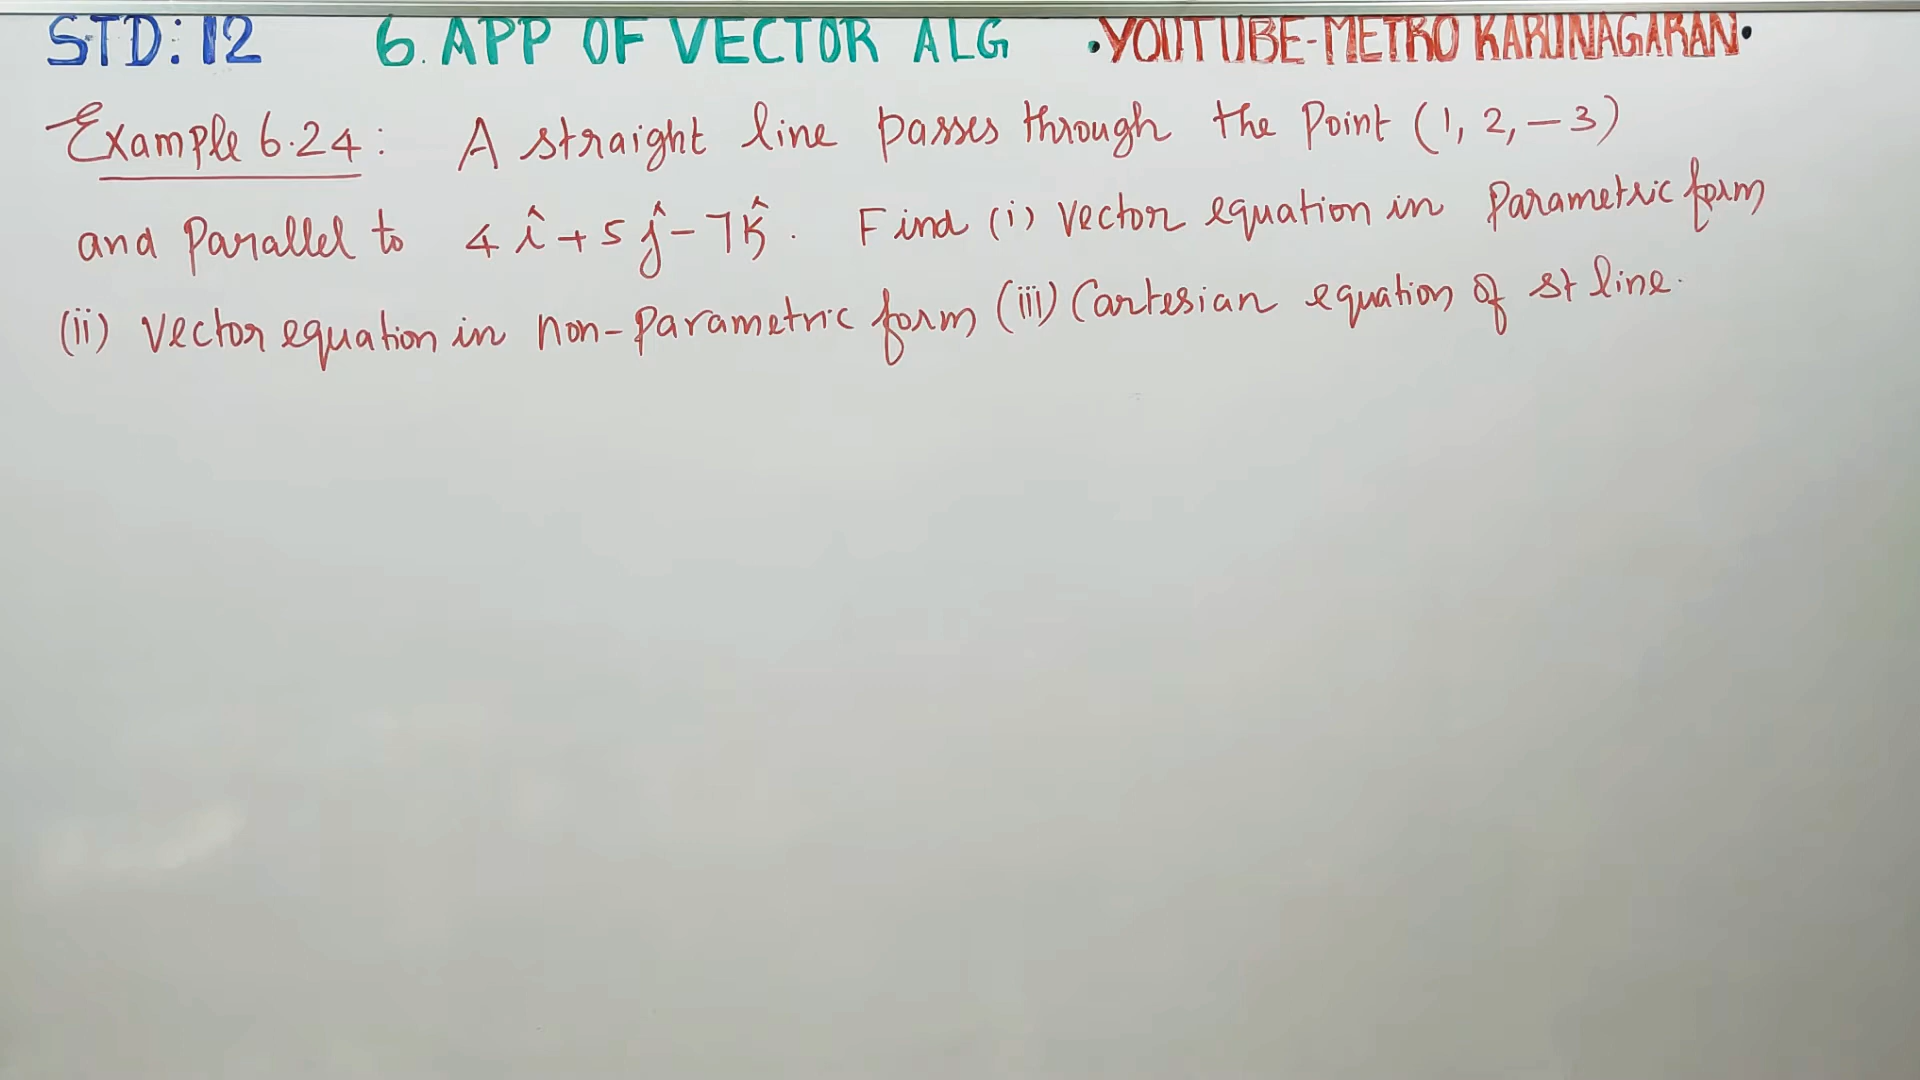 STD: 12 6. APP OF VECTOR ALG •YOUTUBE-METRO KARUNAGARAN•
Example 6.24: A straight line passes through the Point (1, 2, -3)
and Parallel to 4 î + 5 ĵ - 7k̂. Find (i) Vector equation in Parametric form
(ii) Vector equation in non-parametric form (iii) Cartesian equation of st line.